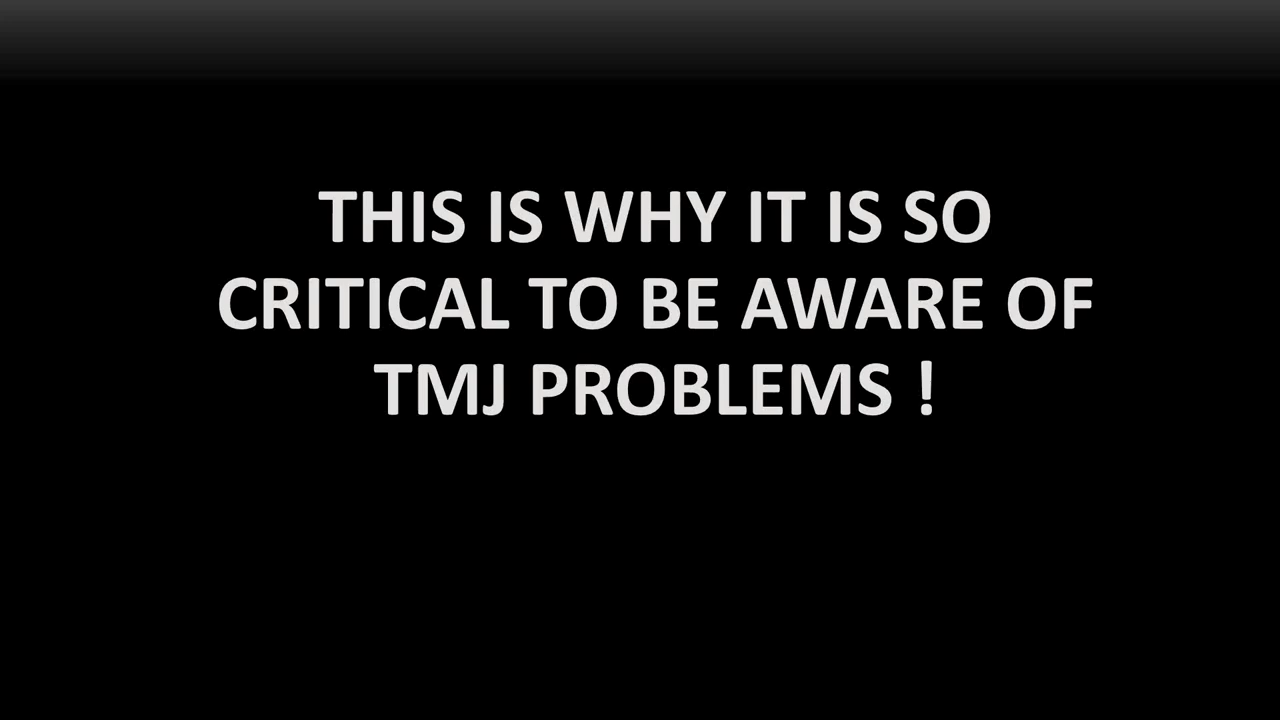 THIS IS WHY IT IS SO
CRITICAL TO BE AWARE OF
TMJ PROBLEMS !